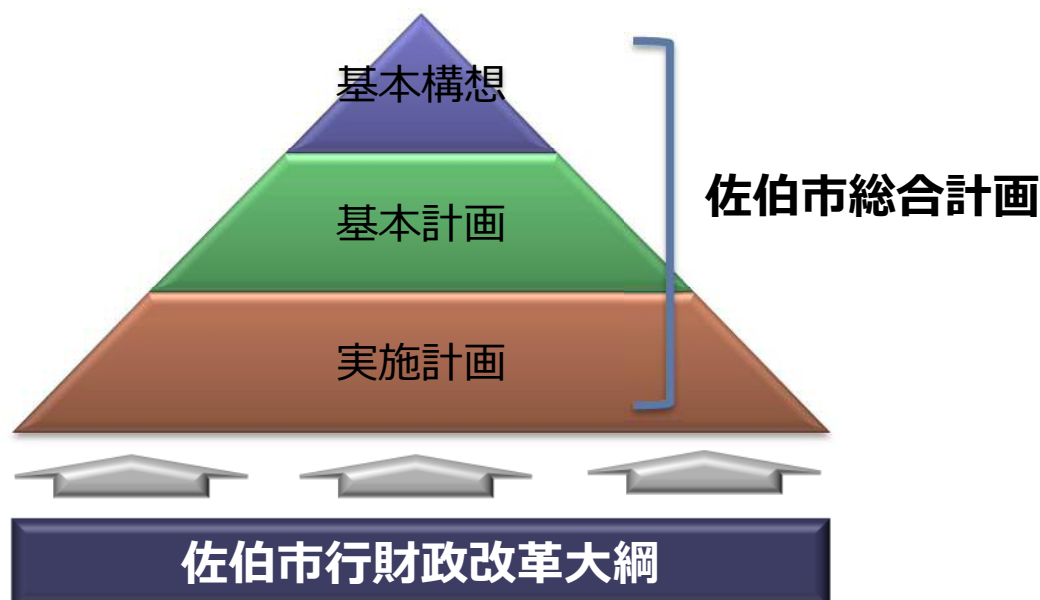 基本構想
基本計画
実施計画
佐伯市総合計画
佐伯市行財政改革大綱